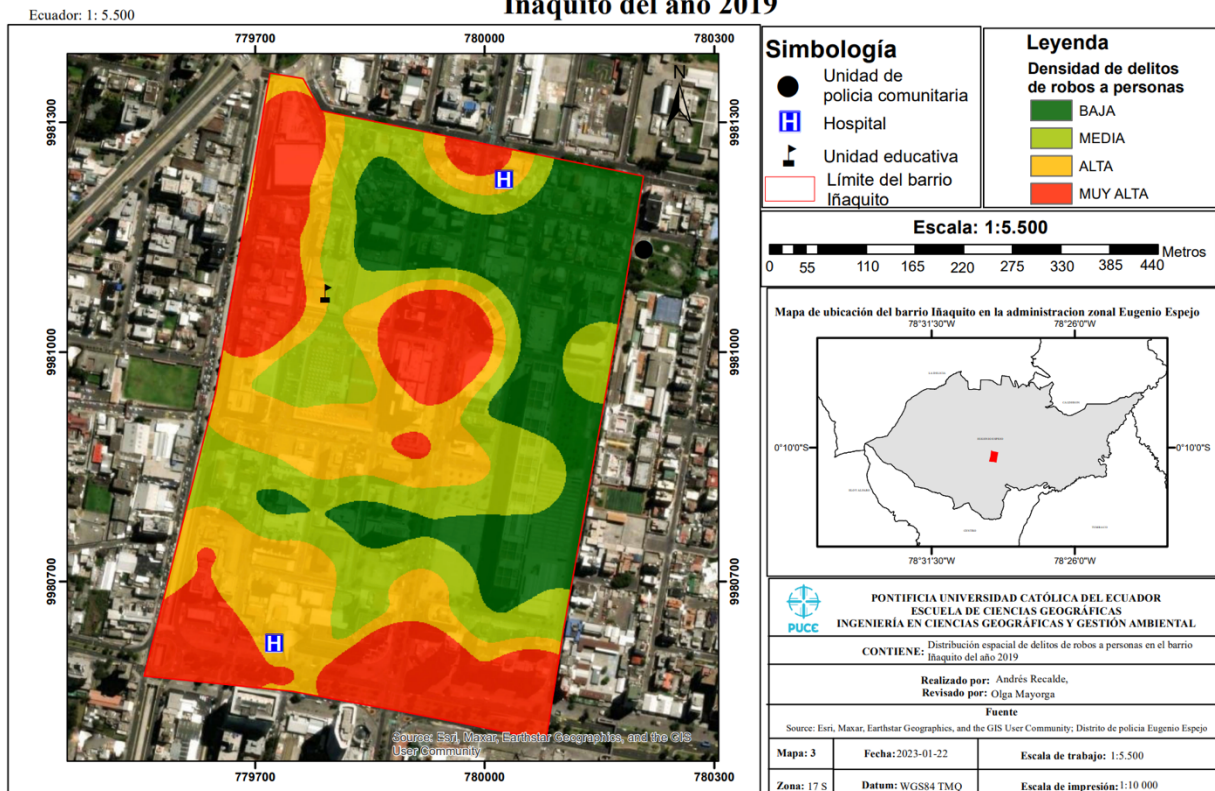 Iñaquito del año 2019
Ecuador: 1: 5.500
779700 780000 780300
9981300
9981000
9980700
N
H
H
Source: Esri, Maxar, Earthstar Geographics, and the GIS
User Community
779700 780000 780300
9981300
9981000
9980700
Simbología
Unidad de
policia comunitaria
H Hospital
Unidad educativa
Límite del barrio
Iñaquito
Leyenda
Densidad de delitos
de robos a personas
BAJA
MEDIA
ALTA
MUY ALTA
Escala: 1:5.500
Metros
0 55 110 165 220 275 330 385 440
Mapa de ubicación del barrio Iñaquito en la administracion zonal Eugenio Espejo
78°31'30"W 78°26'0"W
0°10'0"S 0°10'0"S
78°31'30"W 78°26'0"W
PUCE
PONTIFICIA UNIVERSIDAD CATÓLICA DEL ECUADOR
ESCUELA DE CIENCIAS GEOGRÁFICAS
INGENIERÍA EN CIENCIAS GEOGRÁFICAS Y GESTIÓN AMBIENTAL
CONTIENE: Distribución espacial de delitos de robos a personas en el barrio
Iñaquito del año 2019
Realizado por: Andrés Recalde,
Revisado por: Olga Mayorga
Fuente
Source: Esri, Maxar, Earthstar Geographics, and the GIS User Community; Distrito de policia Eugenio Espejo
Mapa: 3 Fecha: 2023-01-22 Escala de trabajo: 1:5.500
Zona: 17 S Datum: WGS84 TMQ Escala de impresión: 1:10 000